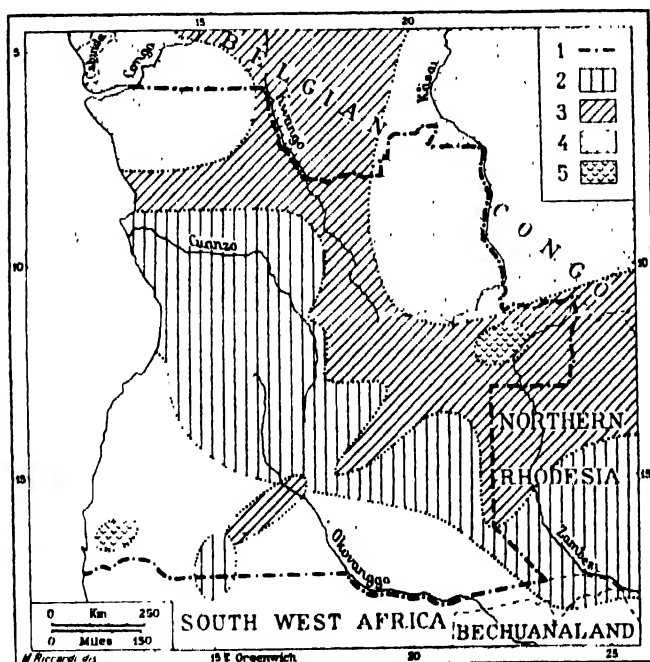 15
20
5
5
Cabinda
Congo
BELGIAN
CONGO
Kwango
Kasai
1
2
3
4
5
Cuanzo
10
10
NORTHERN
RHODESIA
15
15
Okovanggo
Zambesi
0 Km 250
0 Miles 150
SOUTH WEST AFRICA
BECHUANALAND
M. Riccardi dis.
15 E Greenwich
20
25